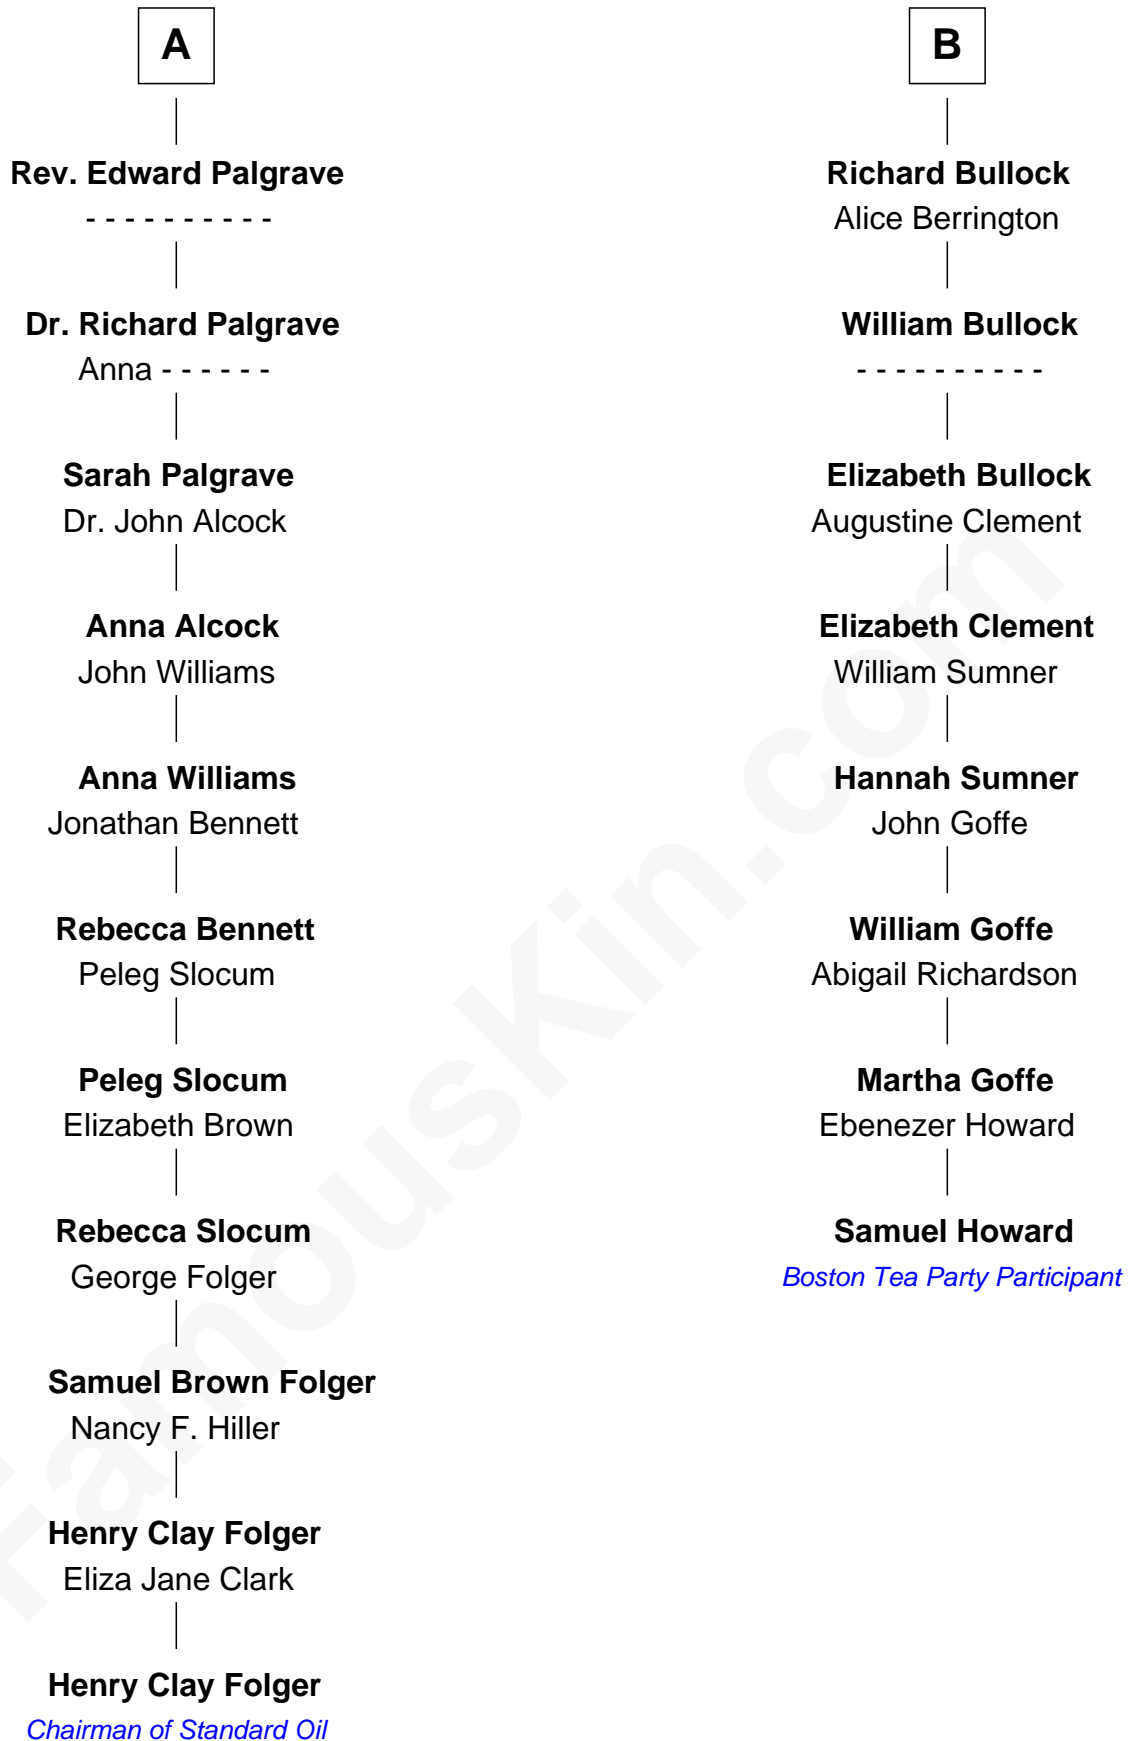 A
Rev. Edward Palgrave
- - - - - - - - - -
Dr. Richard Palgrave
Anna - - - - - -
Sarah Palgrave
Dr. John Alcock
Anna Alcock
John Williams
Anna Williams
Jonathan Bennett
Rebecca Bennett
Peleg Slocum
Peleg Slocum
Elizabeth Brown
Rebecca Slocum
George Folger
Samuel Brown Folger
Nancy F. Hiller
Henry Clay Folger
Eliza Jane Clark
Henry Clay Folger
Chairman of Standard Oil
B
Richard Bullock
Alice Berrington
William Bullock
- - - - - - - - - -
Elizabeth Bullock
Augustine Clement
Elizabeth Clement
William Sumner
Hannah Sumner
John Goffe
William Goffe
Abigail Richardson
Martha Goffe
Ebenezer Howard
Samuel Howard
Boston Tea Party Participant
FamousKin.com